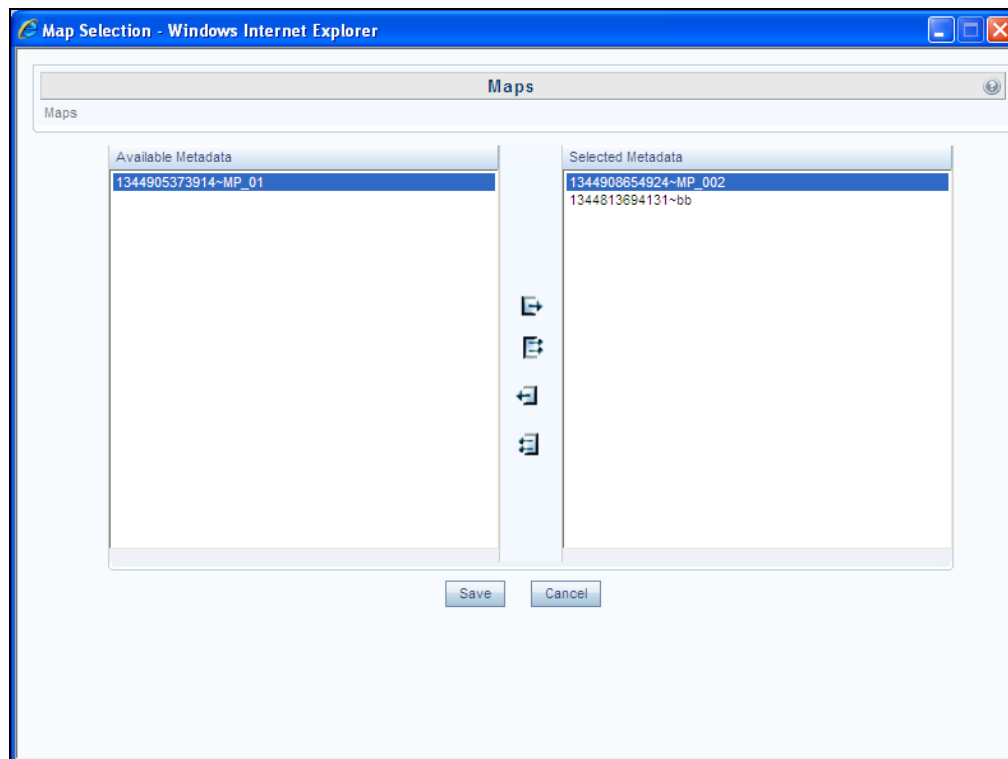 Map Selection - Windows Internet Explorer
Maps
Maps
Available Metadata
1344905373914~MP_01
Selected Metadata
1344908654924~MP_002
1344813694131~bb
Save
Cancel